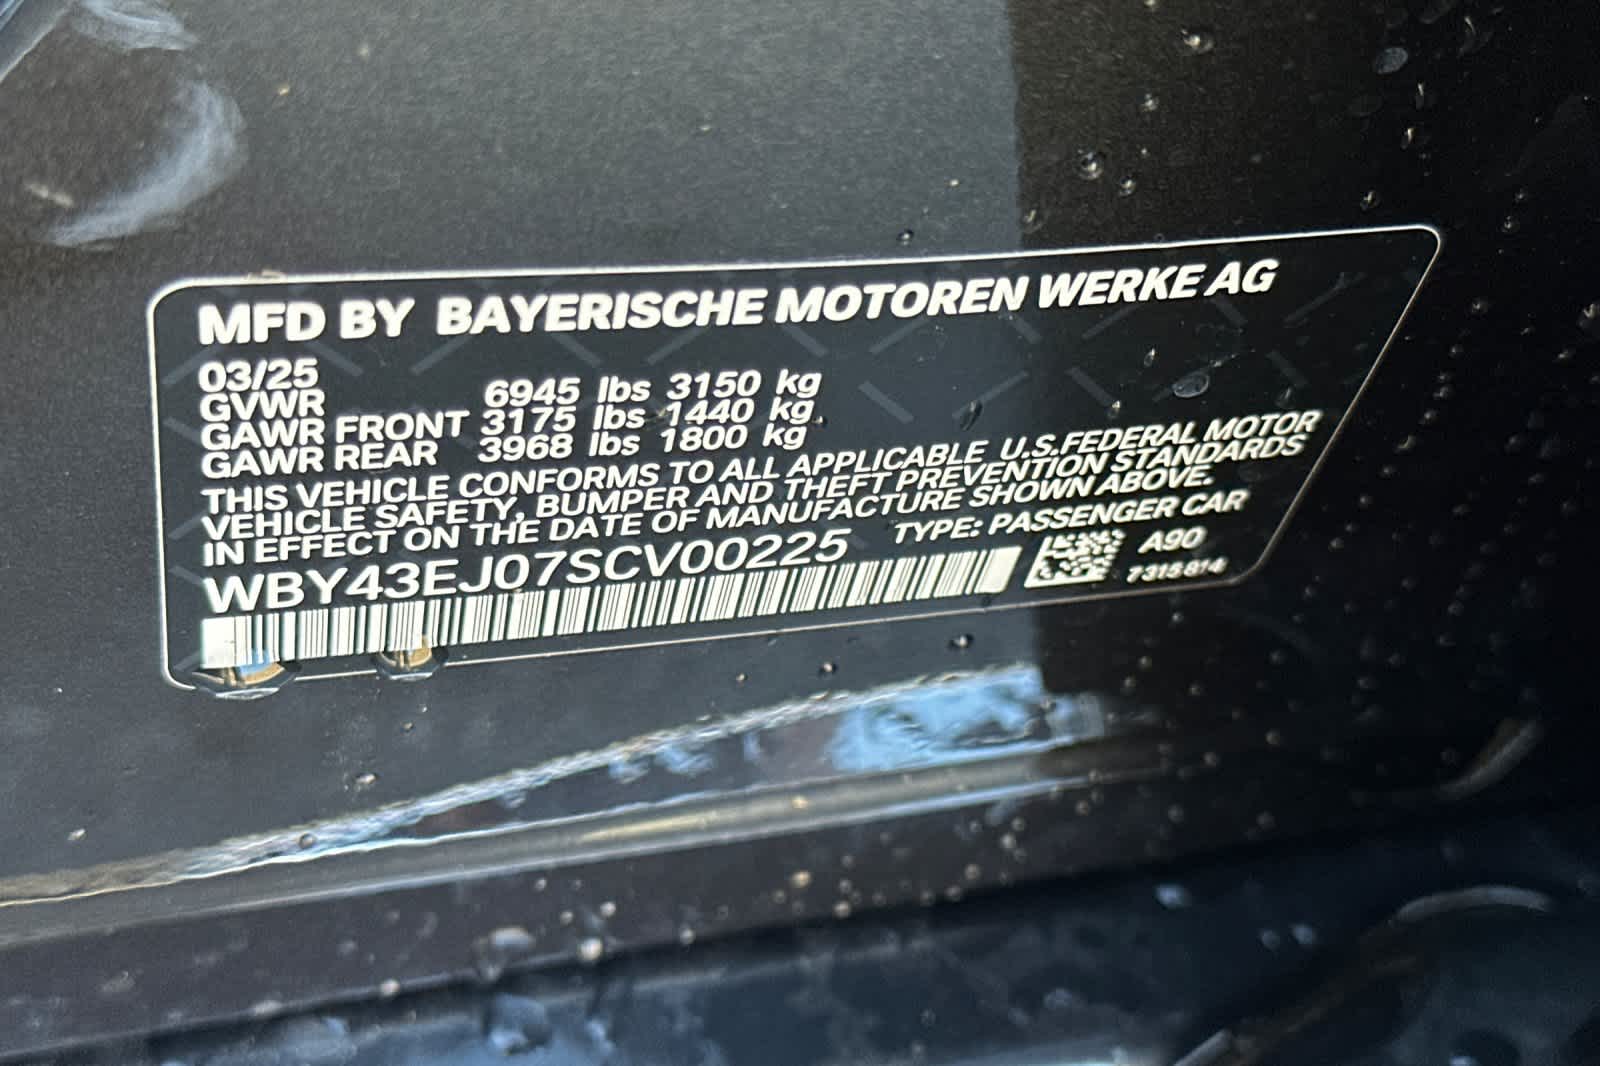 MFD BY BAYERISCHE MOTOREN WERKE AG
03/25
GVWR 6945 lbs 3150 kg
GAWR FRONT 3175 lbs 1440 kg
GAWR REAR 3968 lbs 1800 kg
THIS VEHICLE CONFORMS TO ALL APPLICABLE U.S.FEDERAL MOTOR
VEHICLE SAFETY, BUMPER AND THEFT PREVENTION STANDARDS
IN EFFECT ON THE DATE OF MANUFACTURE SHOWN ABOVE.
WBY43EJ07SCV00225 TYPE: PASSENGER CAR
A90
7315814